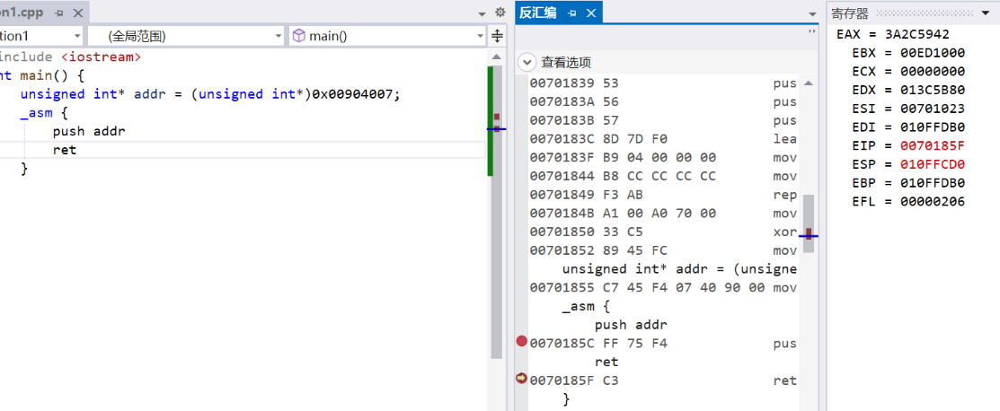 on1.cpp
tion1
(全局范围)
main()
include <iostream>
nt main() {
unsigned int* addr = (unsigned int*)0x00904007;
_asm {
push addr
ret
}
反汇编
查看选项
00701839 53 pus
0070183A 56 pus
0070183B 57 pus
0070183C 8D 7D F0 lea
0070183F B9 04 00 00 00 mov
00701844 B8 CC CC CC CC mov
00701849 F3 AB rep
0070184B A1 00 A0 70 00 mov
00701850 33 C5 xor
00701852 89 45 FC mov
unsigned int* addr = (unsigne
00701855 C7 45 F4 07 40 90 00 mov
_asm {
push addr
0070185C FF 75 F4 pus
ret
0070185F C3 ret
}
寄存器
EAX = 3A2C5942
EBX = 00ED1000
ECX = 00000000
EDX = 013C5B80
ESI = 00701023
EDI = 010FFDB0
EIP = 0070185F
ESP = 010FFCD0
EBP = 010FFDB0
EFL = 00000206